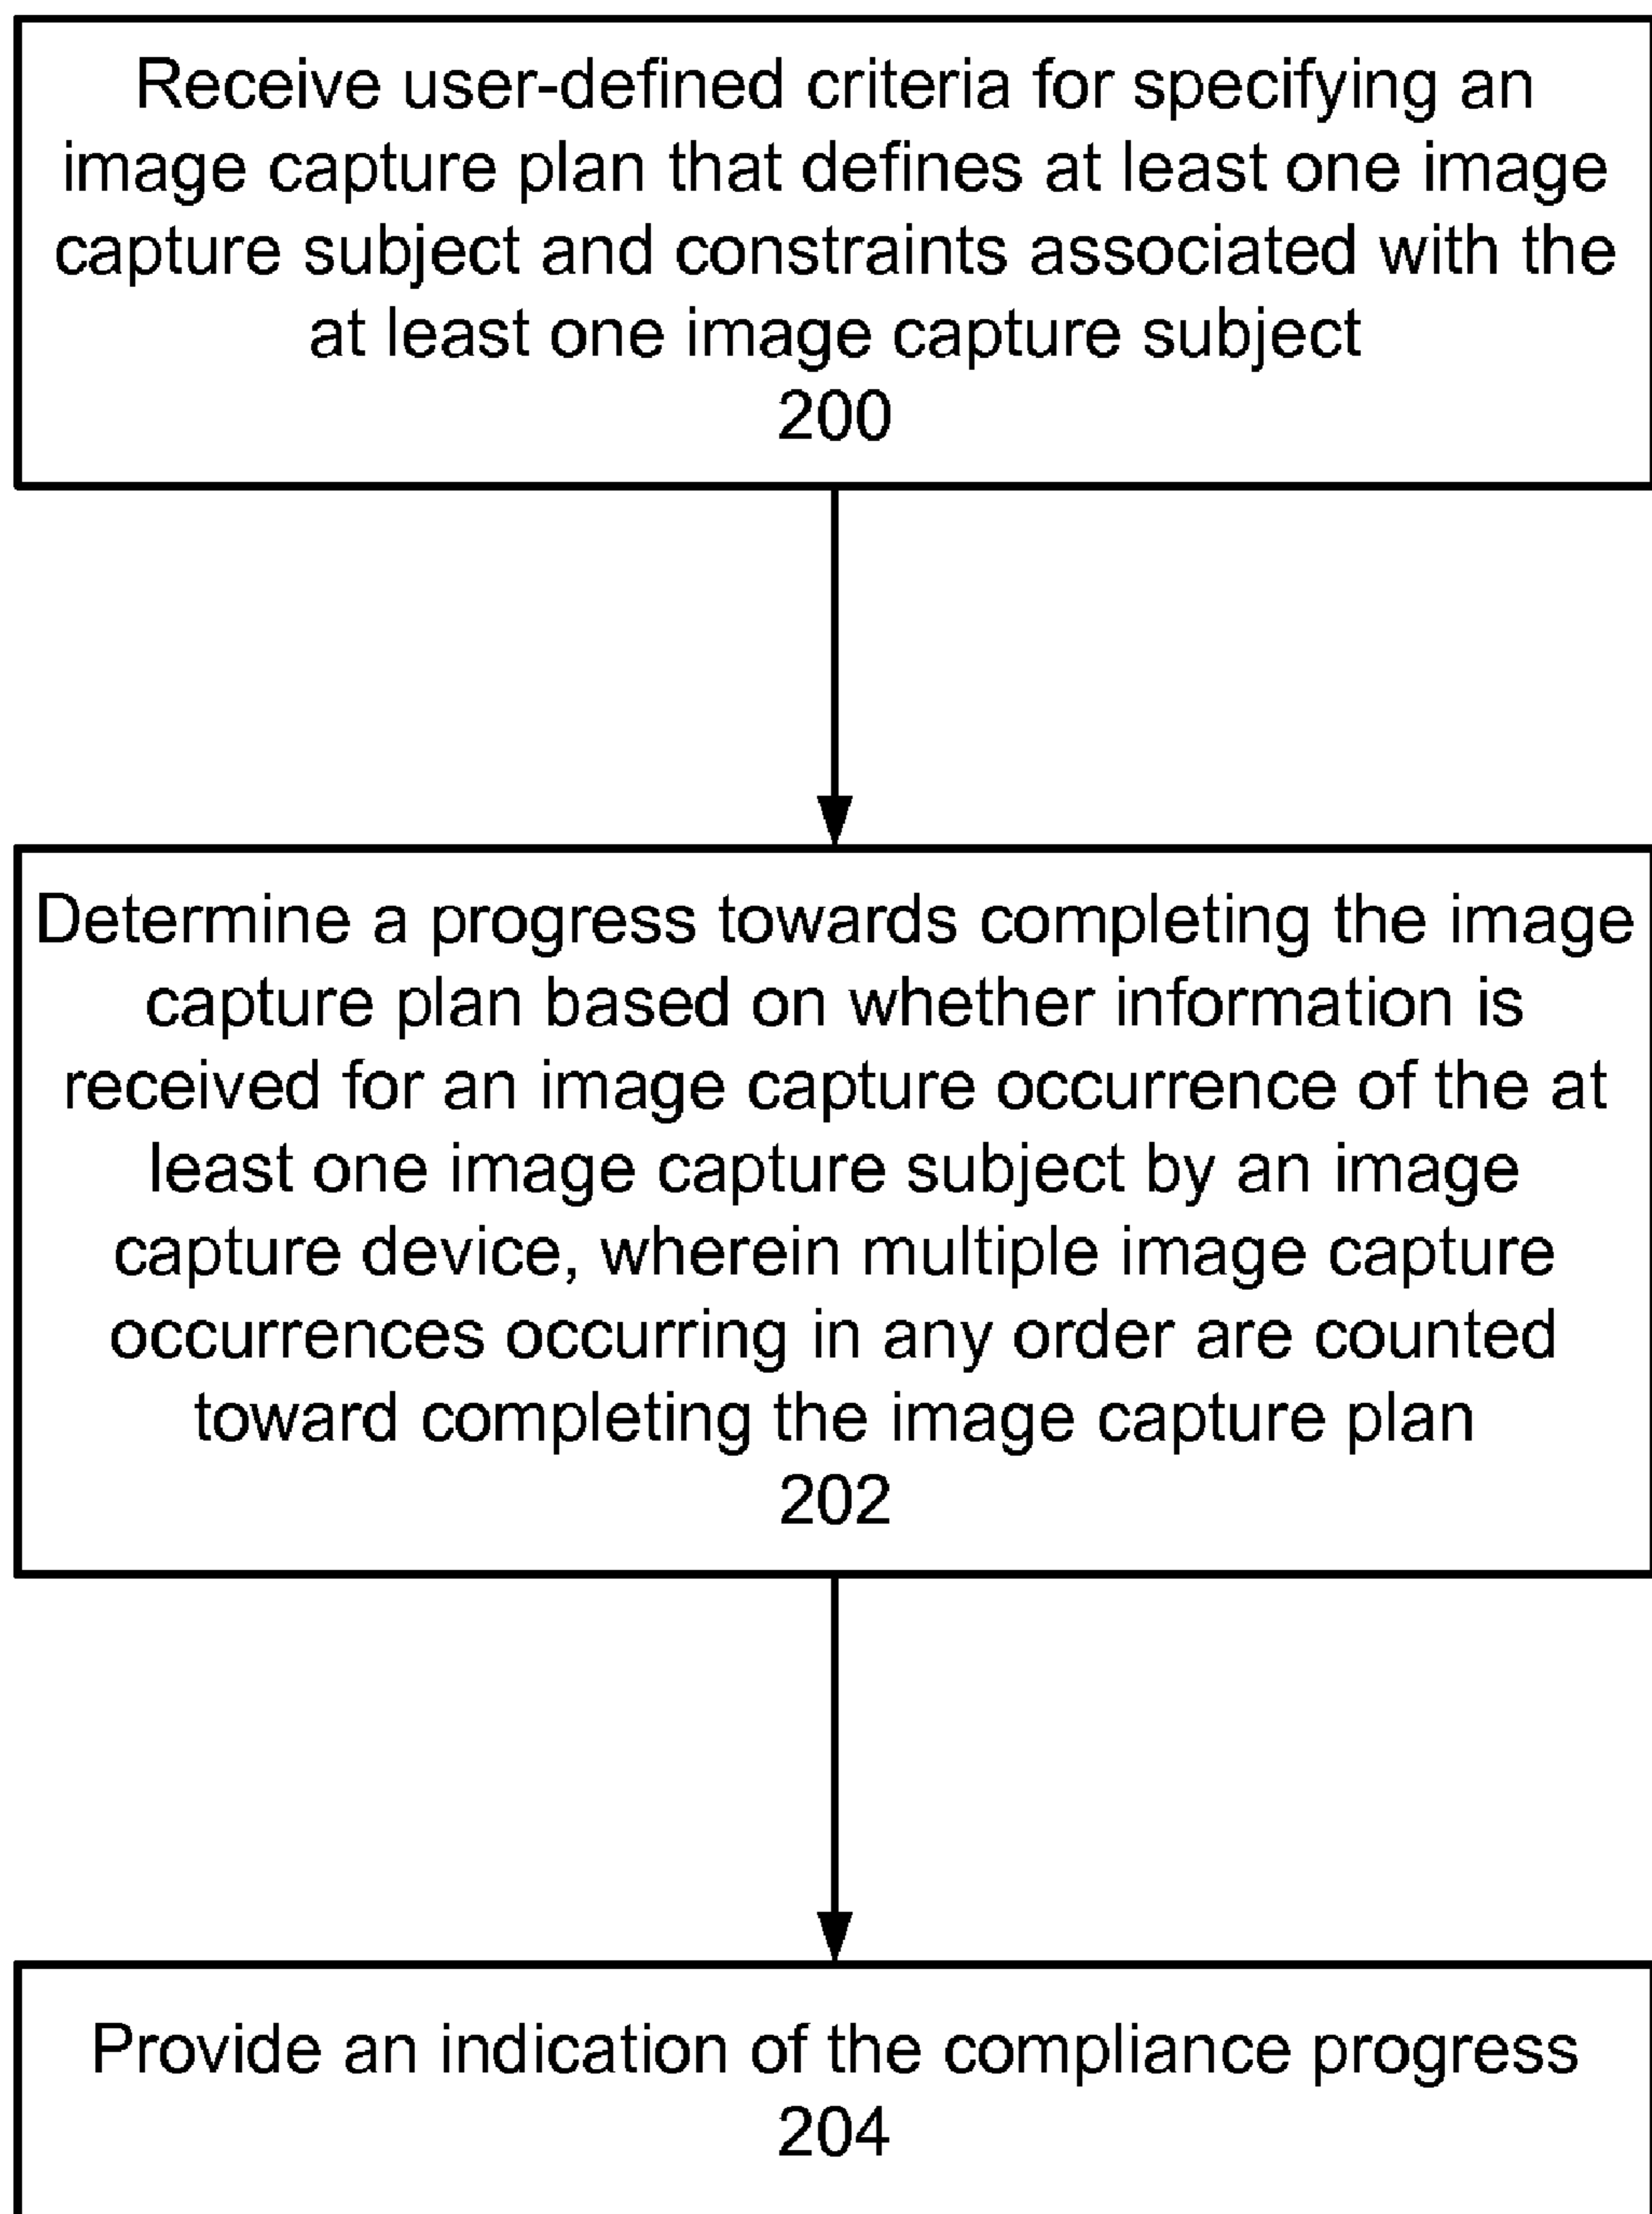 Receive user-defined criteria for specifying an
image capture plan that defines at least one image
capture subject and constraints associated with the
at least one image capture subject
200
Determine a progress towards completing the image
capture plan based on whether information is
received for an image capture occurrence of the at
least one image capture subject by an image
capture device, wherein multiple image capture
occurrences occurring in any order are counted
toward completing the image capture plan
202
Provide an indication of the compliance progress
204